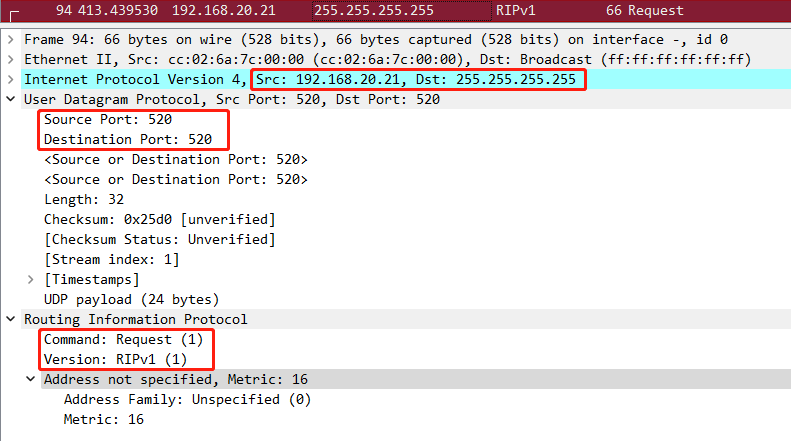 94 413.439530 192.168.20.21 255.255.255.255 RIPv1 66 Request
Frame 94: 66 bytes on wire (528 bits), 66 bytes captured (528 bits) on interface -, id 0
Ethernet II, Src: cc:02:6a:7c:00:00 (cc:02:6a:7c:00:00), Dst: Broadcast (ff:ff:ff:ff:ff:ff)
Internet Protocol Version 4, Src: 192.168.20.21, Dst: 255.255.255.255
User Datagram Protocol, Src Port: 520, Dst Port: 520
Source Port: 520
Destination Port: 520
<Source or Destination Port: 520>
<Source or Destination Port: 520>
Length: 32
Checksum: 0x25d0 [unverified]
[Checksum Status: Unverified]
[Stream index: 1]
[Timestamps]
UDP payload (24 bytes)
Routing Information Protocol
Command: Request (1)
Version: RIPv1 (1)
Address not specified, Metric: 16
Address Family: Unspecified (0)
Metric: 16